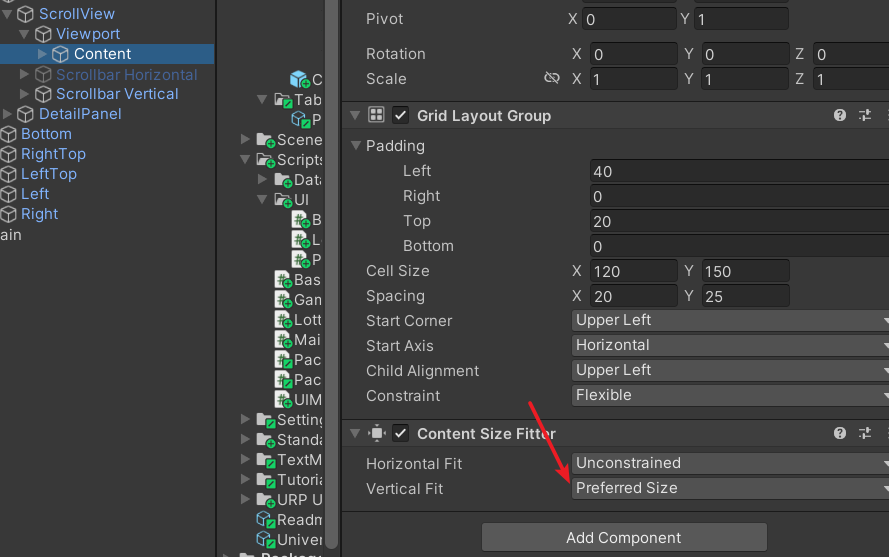 ScrollView
Viewport
Content
Scrollbar Horizontal
Scrollbar Vertical
DetailPanel
Bottom
RightTop
LeftTop
Left
Right
ain
C
Tab
P
Scene
Scripts
Data
UI
B
L
P
Bas
Gam
Lott
Mai
Pac
Pac
UIM
Setting
Standa
TextM
Tutoria
URP U
Readm
Univer
Pivot X 0 Y 1
Rotation X 0 Y 0 Z 0
Scale X 1 Y 1 Z 1
Grid Layout Group
Padding
Left 40
Right 0
Top 20
Bottom 0
Cell Size X 120 Y 150
Spacing X 20 Y 25
Start Corner Upper Left
Start Axis Horizontal
Child Alignment Upper Left
Constraint Flexible
Content Size Fitter
Horizontal Fit Unconstrained
Vertical Fit Preferred Size
Add Component